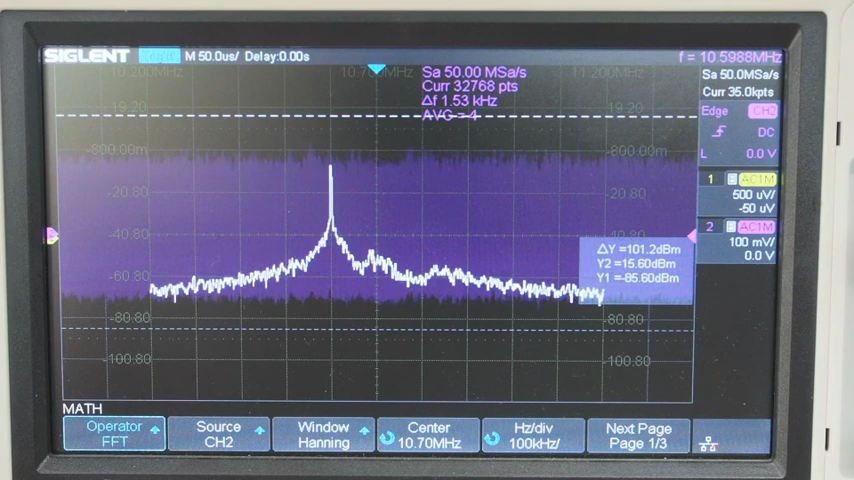 SIGLENT M 50.0us/ Delay:0.00s f = 10.5988MHz
10.200MHz 10.700MHz 11.200MHz
Sa 50.00 MSa/s
Curr 32768 pts
Δf 1.53 kHz
AVG = 4
Sa 50.0MSa/s
Curr 35.0kpts
Edge CH2
DC
L 0.0 V
19.20 19.20
-800.00m -800.00m
-20.80 -20.80
-40.80 -40.80
-60.80
-80.80 -80.80
-100.80 -100.80
1 B AC1M
500 uV/
-50 uV
2 B AC1M
100 mV/
0.0 V
ΔY =101.2dBm
Y2 =15.60dBm
Y1 =-85.60dBm
MATH
Operator
FFT
Source
CH2
Window
Hanning
Center
10.70MHz
Hz/div
100kHz/
Next Page
Page 1/3